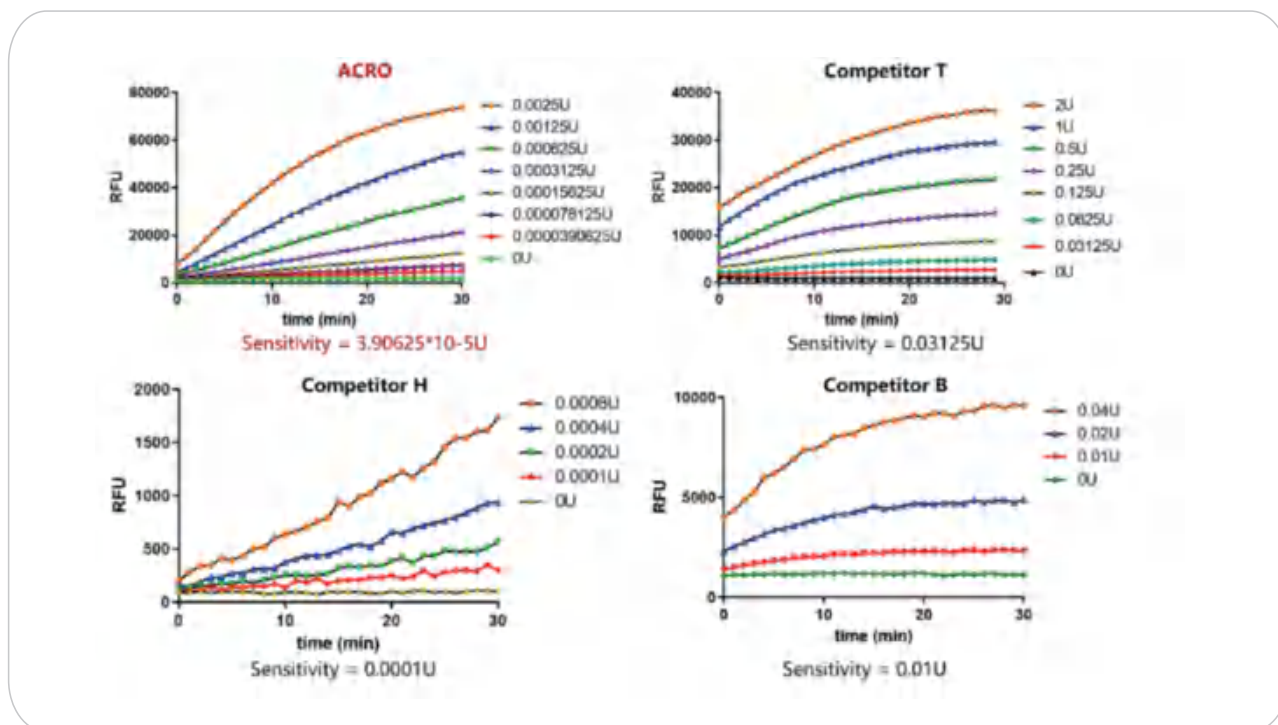 ACRO
80000
60000
40000
20000
0
RFU
0
10
20
30
time (min)
0.0025U
0.00125U
0.000625U
0.0003125U
0.00015625U
0.000078125U
0.0000390625U
0U
Sensitivity = 3.90625*10-5U
Competitor T
40000
30000
20000
10000
0
RFU
0
10
20
30
time (min)
2U
1U
0.5U
0.25U
0.125U
0.0625U
0.03125U
0U
Sensitivity = 0.03125U
Competitor H
2000
1500
1000
500
0
RFU
0
10
20
30
time (min)
0.0008U
0.0004U
0.0002U
0.0001U
0U
Sensitivity = 0.0001U
Competitor B
10000
5000
0
RFU
0
10
20
30
time (min)
0.04U
0.02U
0.01U
0U
Sensitivity = 0.01U